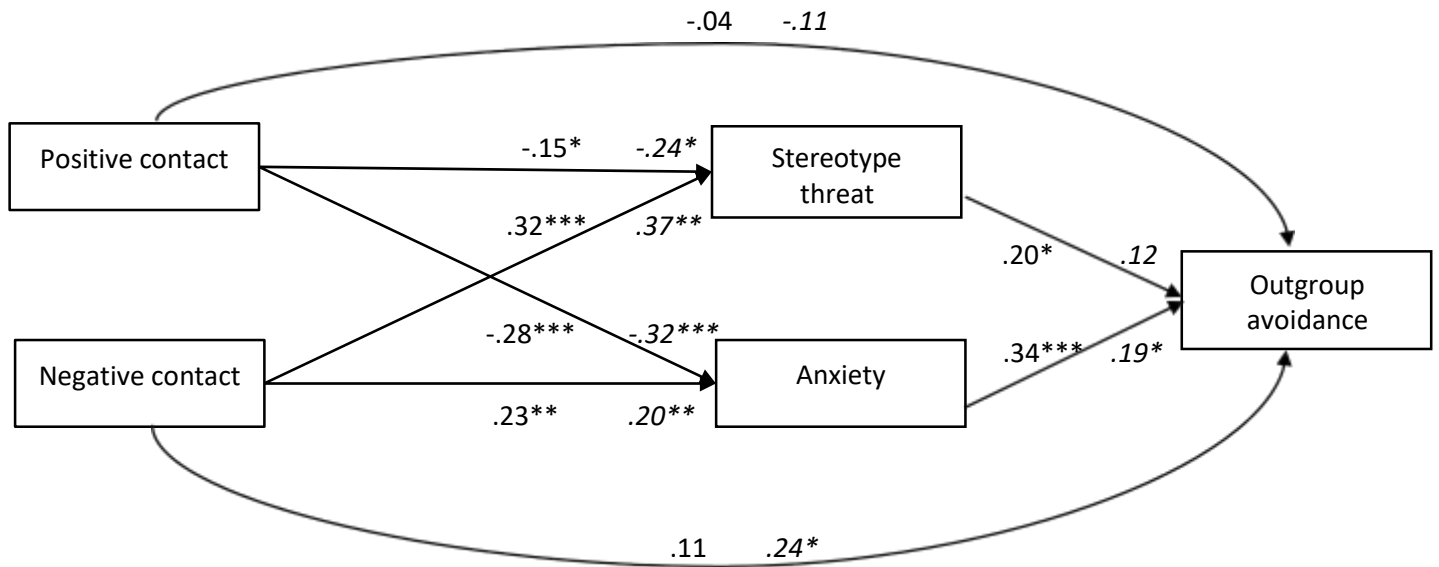 -.04 -.11
Positive contact
-.15* -.24*
Stereotype
threat
.32*** .37**
.20* .12
Outgroup
avoidance
-.28*** -.32***
.34*** .19*
Negative contact
Anxiety
.23** .20**
.11 .24*